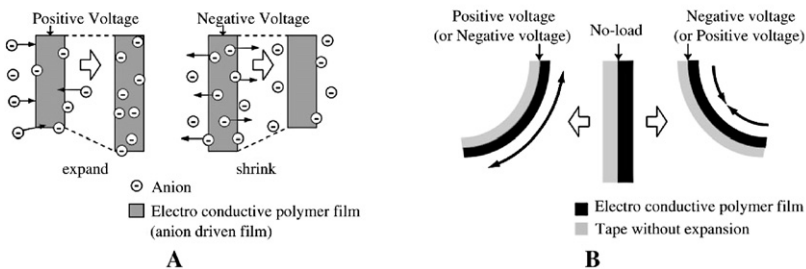 Positive Voltage
Negative Voltage
expand
shrink
Anion
Electro conductive polymer film
(anion driven film)
A
Positive voltage
(or Negative voltage)
No-load
Negative voltage
(or Positive voltage)
Electro conductive polymer film
Tape without expansion
B